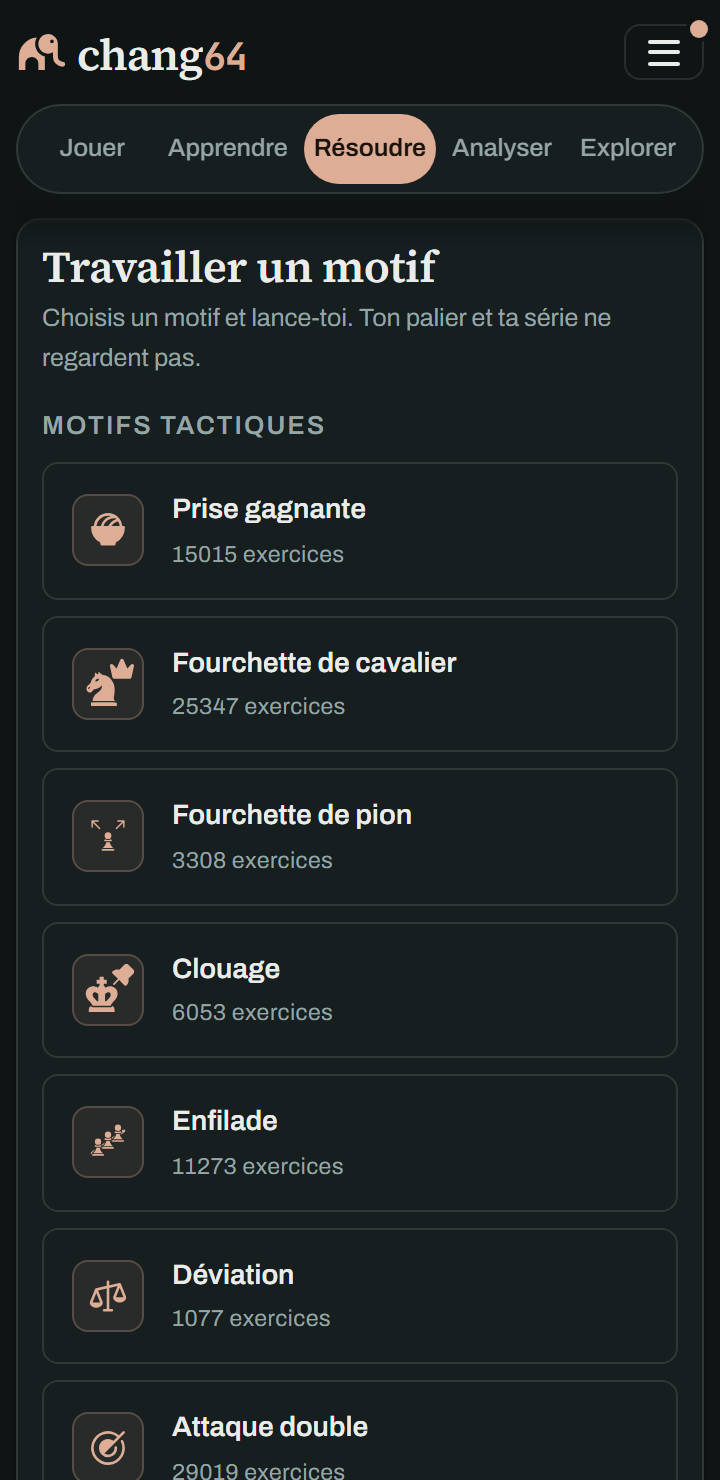 chang64
Jouer
Apprendre
Résoudre
Analyser
Explorer
Travailler un motif
Choisis un motif et lance-toi. Ton palier et ta série ne
regardent pas.
MOTIFS TACTIQUES
Prise gagnante
15015 exercices
Fourchette de cavalier
25347 exercices
Fourchette de pion
3308 exercices
Clouage
6053 exercices
Enfilade
11273 exercices
Déviation
1077 exercices
Attaque double
29019 exercices